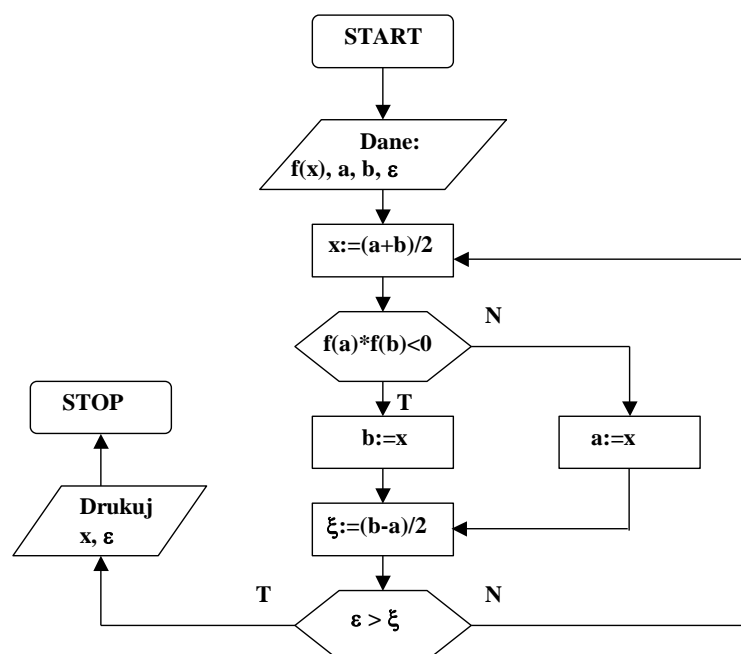 START
Dane:
f(x), a, b, ε
x:=(a+b)/2
N
f(a)*f(b)<0
T
b:=x
a:=x
ξ:=(b-a)/2
ε > ξ
N
T
Drukuj
x, ε
STOP